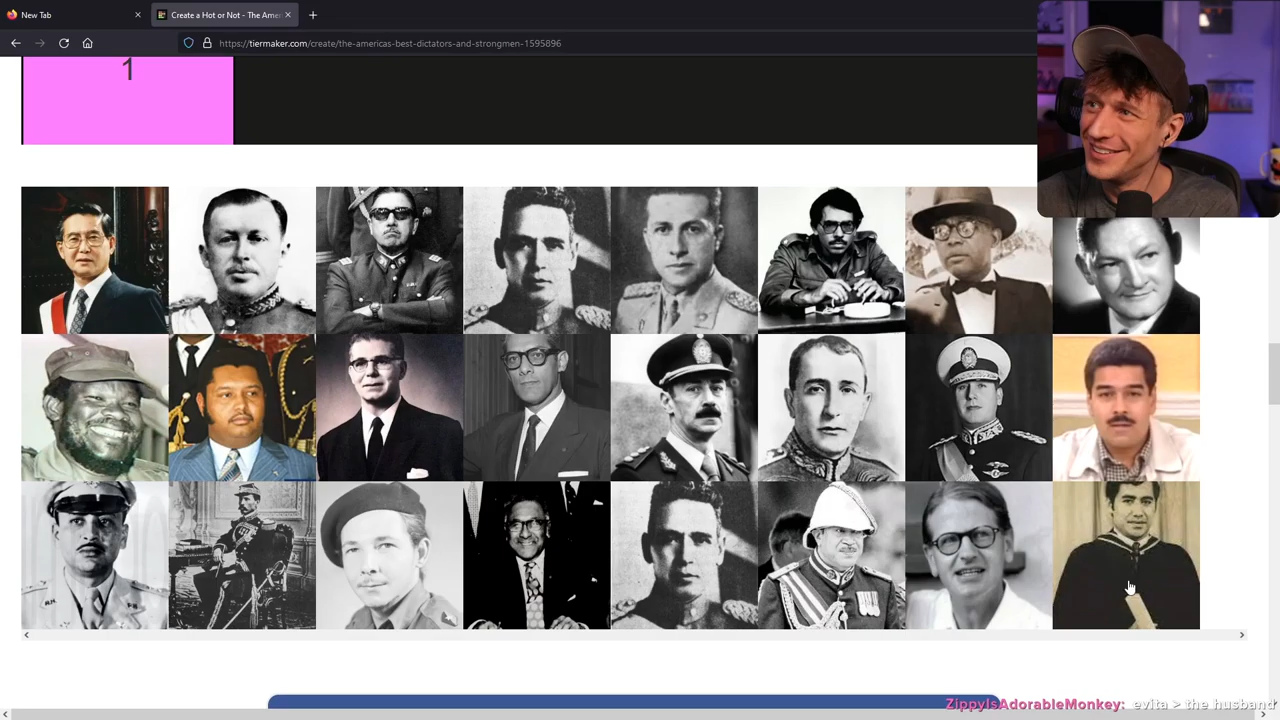 New Tab
Create a Hot or Not - The Ame
https://tiermaker.com/create/the-americas-best-dictators-and-strongmen-1595896
1
ZippyIsAdorableMonkey: evita > the husband